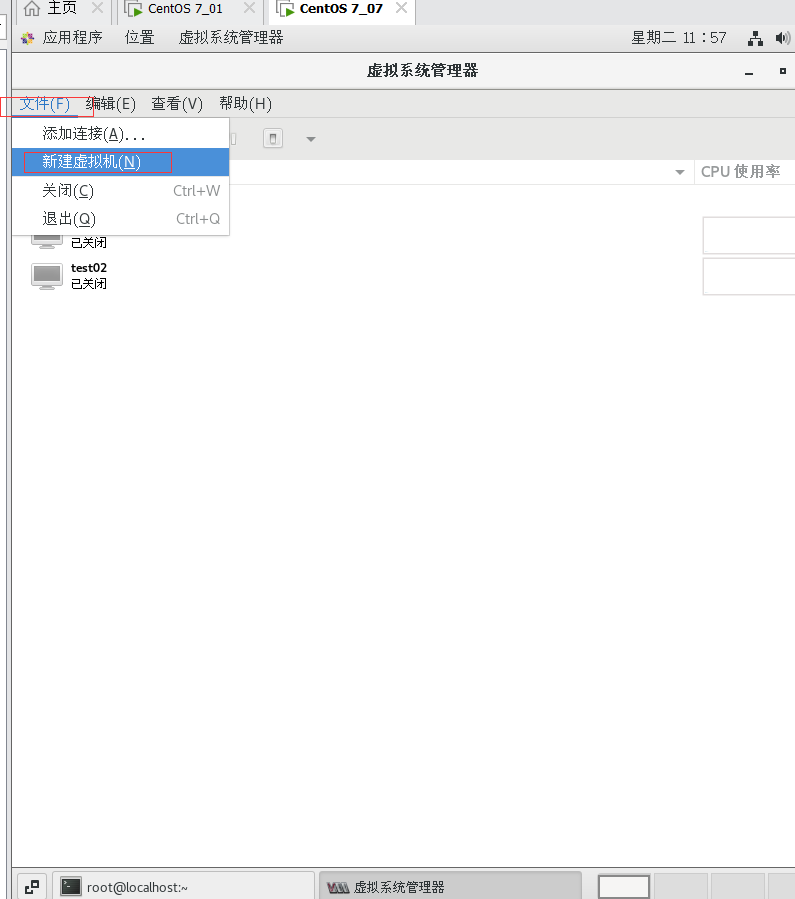 主页 CentOS 7_01 CentOS 7_07
应用程序 位置 虚拟系统管理器 星期二 11：57
虚拟系统管理器
文件(F) 编辑(E) 查看(V) 帮助(H)
添加连接(A)...
新建虚拟机(N)
CPU 使用率
关闭(C) Ctrl+W
退出(Q) Ctrl+Q
已关闭
test02
已关闭
root@localhost:~ 虚拟系统管理器